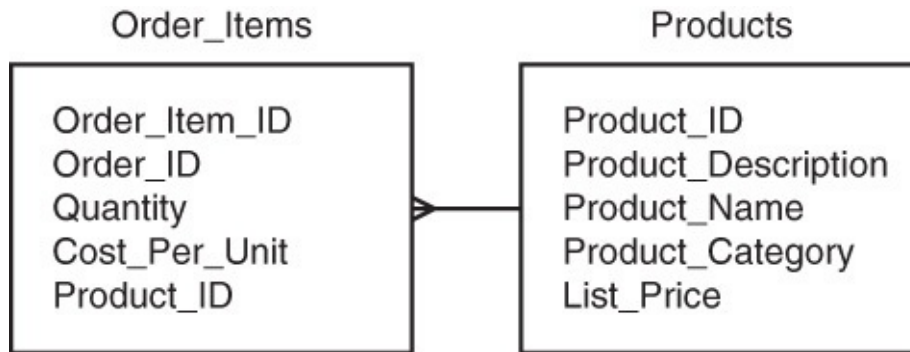 Order_Items
Order_Item_ID
Order_ID
Quantity
Cost_Per_Unit
Product_ID
Products
Product_ID
Product_Description
Product_Name
Product_Category
List_Price